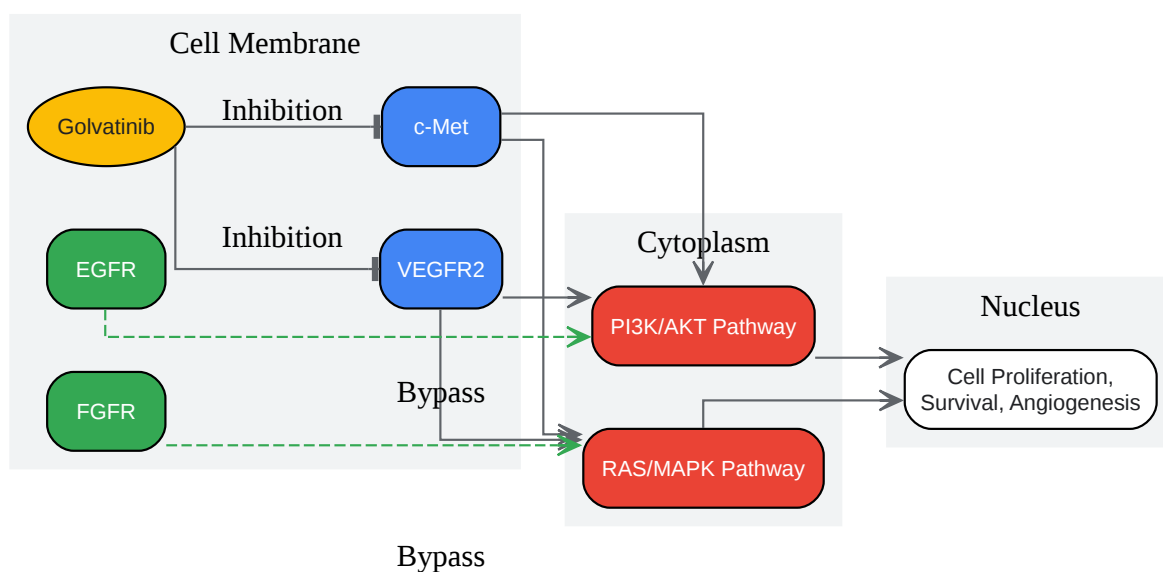 Cell Membrane
Inhibition
Golvatinib
c-Met
Inhibition
EGFR
VEGFR2
Cytoplasm
PI3K/AKT Pathway
Nucleus
Cell Proliferation,
Survival, Angiogenesis
Bypass
FGFR
RAS/MAPK Pathway
Bypass